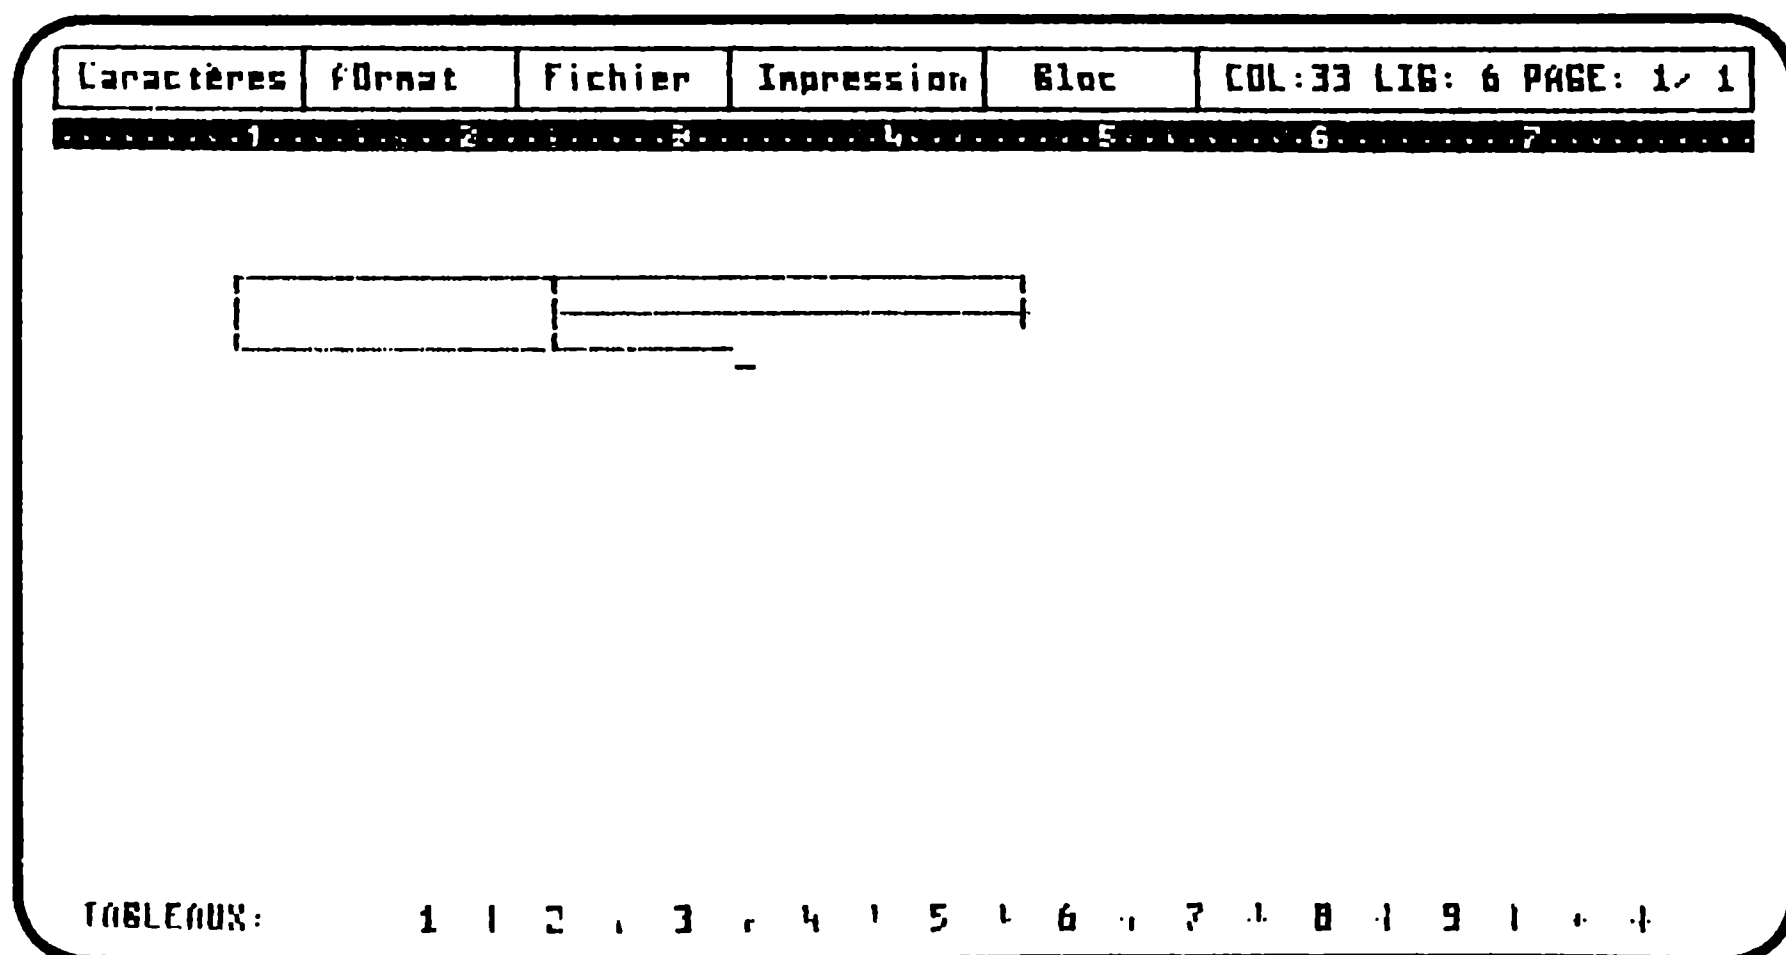 Caractères fOrmat Fichier Impression Bloc COL:33 LIG: 6 PAGE: 1/ 1
.........1.........2.........3.........4.........5.........6.........7..........
TABLEAUX: 1 2 3 4 5 6 7 8 9